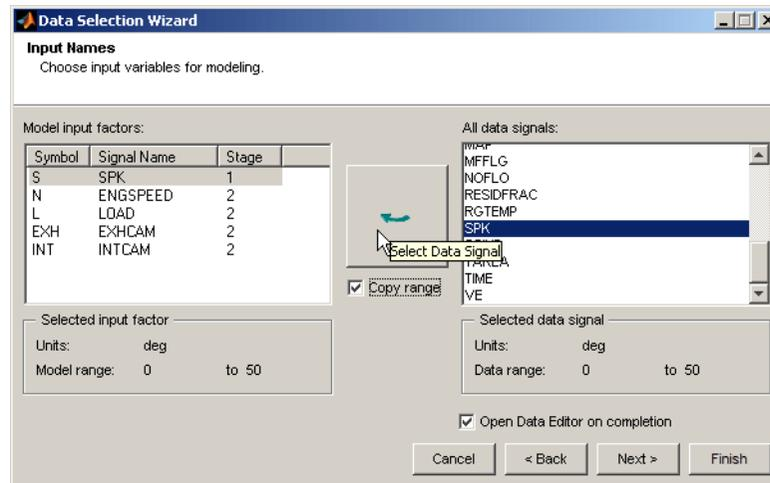 Data Selection Wizard
Input Names
Choose input variables for modeling.
Model input factors:
Symbol Signal Name Stage
S SPK 1
N ENGSPEED 2
L LOAD 2
EXH EXHCAM 2
INT INTCAM 2
Select Data Signal
Copy range
All data signals:
MAP
MFFLG
NOFLO
RESIDFRAC
RGTEMP
SPK
TAREA
TIME
VE
Selected input factor
Units: deg
Model range: 0 to 50
Selected data signal
Units: deg
Data range: 0 to 50
Open Data Editor on completion
Cancel < Back Next > Finish